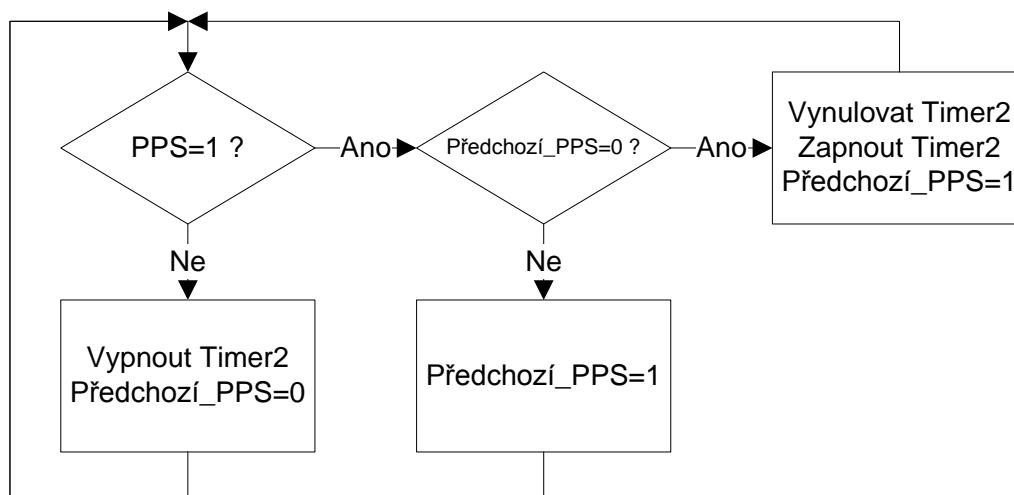 PPS=1 ?
Ano
Předchozí_PPS=0 ?
Ano
Vynulovat Timer2
Zapnout Timer2
Předchozí_PPS=1
Ne
Ne
Vypnout Timer2
Předchozí_PPS=0
Předchozí_PPS=1